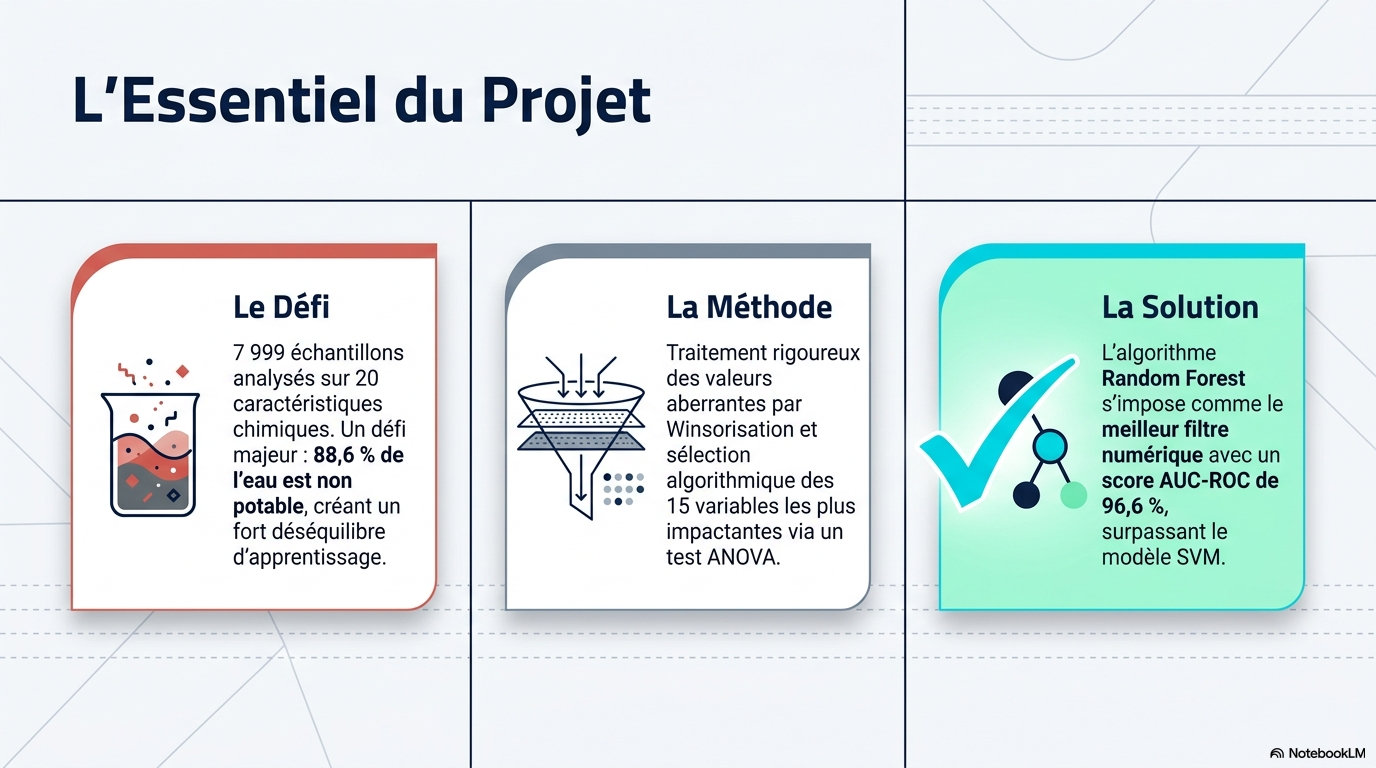 L’Essentiel du Projet
Le Défi
7 999 échantillons
analysés sur 20
caractéristiques
chimiques. Un défi
majeur : 88,6 % de
l’eau est non
potable, créant un
fort déséquilibre
d’apprentissage.
La Méthode
Traitement rigoureux
des valeurs
aberrantes par
Winsorisation et
sélection
algorithmique des
15 variables les plus
impactantes via un
test ANOVA.
La Solution
L’algorithme
Random Forest
s’impose comme le
meilleur filtre
numérique avec un
score AUC-ROC de
96,6 %,
surpassant le
modèle SVM.
NotebookLM